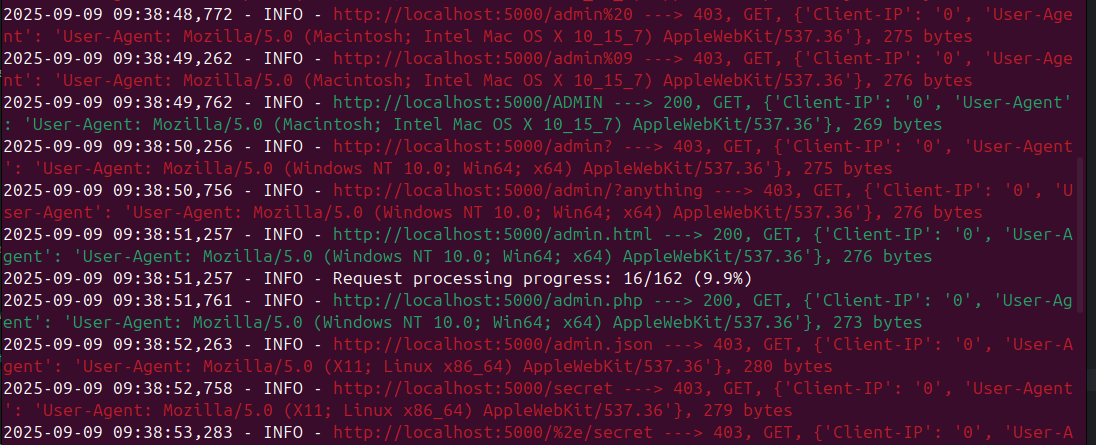 2025-09-09 09:38:48,772 - INFO - http://localhost:5000/admin%20 ---> 403, GET, {'Client-IP': '0', 'User-Age
nt': 'User-Agent: Mozilla/5.0 (Macintosh; Intel Mac OS X 10_15_7) AppleWebKit/537.36'}, 275 bytes
2025-09-09 09:38:49,262 - INFO - http://localhost:5000/admin%09 ---> 403, GET, {'Client-IP': '0', 'User-Age
nt': 'User-Agent: Mozilla/5.0 (Macintosh; Intel Mac OS X 10_15_7) AppleWebKit/537.36'}, 276 bytes
2025-09-09 09:38:49,762 - INFO - http://localhost:5000/ADMIN ---> 200, GET, {'Client-IP': '0', 'User-Agent'
: 'User-Agent: Mozilla/5.0 (Macintosh; Intel Mac OS X 10_15_7) AppleWebKit/537.36'}, 269 bytes
2025-09-09 09:38:50,256 - INFO - http://localhost:5000/admin? ---> 403, GET, {'Client-IP': '0', 'User-Agent
': 'User-Agent: Mozilla/5.0 (Windows NT 10.0; Win64; x64) AppleWebKit/537.36'}, 275 bytes
2025-09-09 09:38:50,756 - INFO - http://localhost:5000/admin/?anything ---> 403, GET, {'Client-IP': '0', 'U
ser-Agent': 'User-Agent: Mozilla/5.0 (Windows NT 10.0; Win64; x64) AppleWebKit/537.36'}, 276 bytes
2025-09-09 09:38:51,257 - INFO - http://localhost:5000/admin.html ---> 200, GET, {'Client-IP': '0', 'User-A
gent': 'User-Agent: Mozilla/5.0 (Windows NT 10.0; Win64; x64) AppleWebKit/537.36'}, 276 bytes
2025-09-09 09:38:51,257 - INFO - Request processing progress: 16/162 (9.9%)
2025-09-09 09:38:51,761 - INFO - http://localhost:5000/admin.php ---> 200, GET, {'Client-IP': '0', 'User-Ag
ent': 'User-Agent: Mozilla/5.0 (Windows NT 10.0; Win64; x64) AppleWebKit/537.36'}, 273 bytes
2025-09-09 09:38:52,263 - INFO - http://localhost:5000/admin.json ---> 403, GET, {'Client-IP': '0', 'User-A
gent': 'User-Agent: Mozilla/5.0 (X11; Linux x86_64) AppleWebKit/537.36'}, 280 bytes
2025-09-09 09:38:52,758 - INFO - http://localhost:5000/secret ---> 403, GET, {'Client-IP': '0', 'User-Agent
': 'User-Agent: Mozilla/5.0 (X11; Linux x86_64) AppleWebKit/537.36'}, 279 bytes
2025-09-09 09:38:53,283 - INFO - http://localhost:5000/%2e/secret ---> 403, GET, {'Client-IP': '0', 'User-A